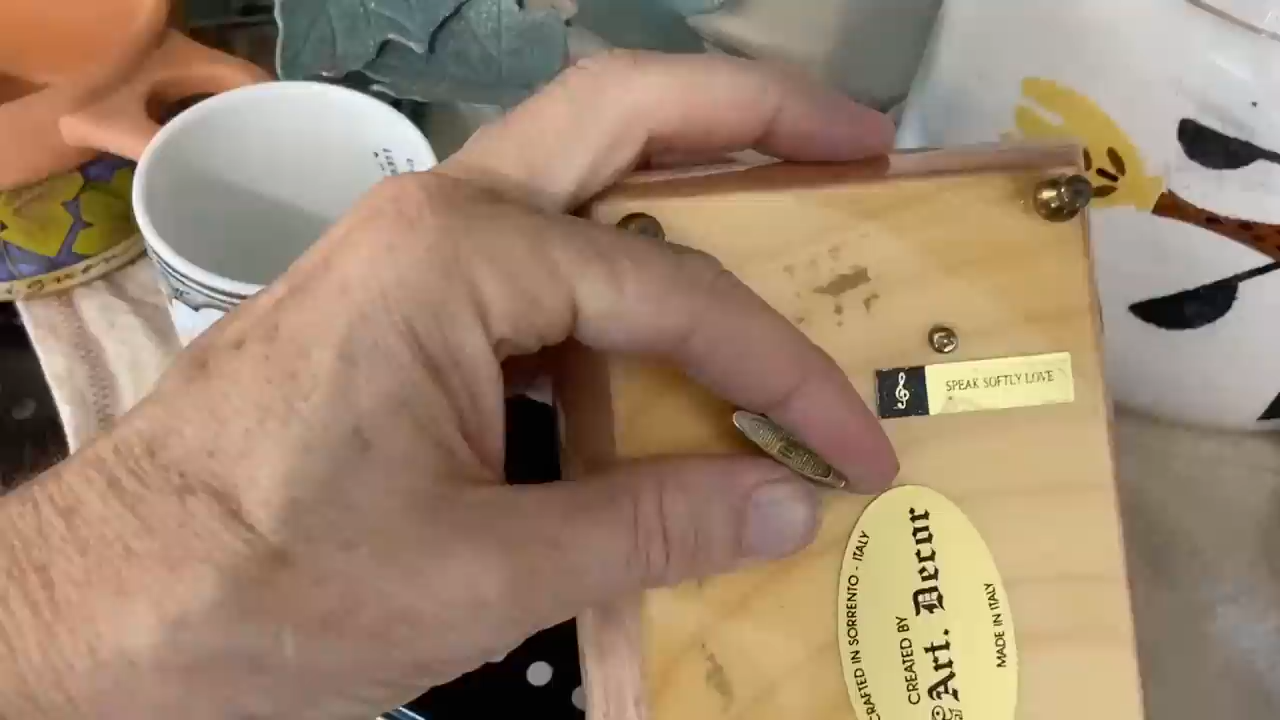 SPEAK SOFTLY LOVE
CRAFTED IN SORRENTO - ITALY
CREATED BY
Art. Decor
MADE IN ITALY